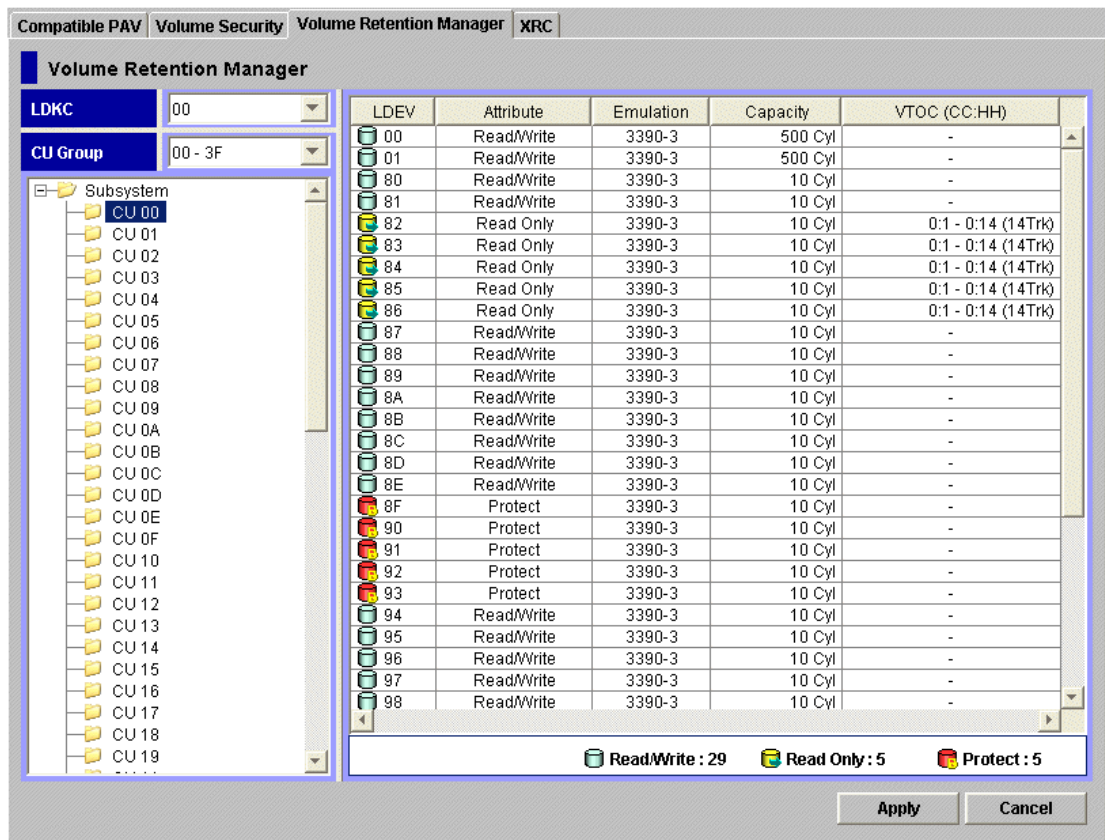 Compatible PAV Volume Security Volume Retention Manager XRC
Volume Retention Manager
LDKC 00
CU Group 00 - 3F
Subsystem
CU 00
CU 01
CU 02
CU 03
CU 04
CU 05
CU 06
CU 07
CU 08
CU 09
CU 0A
CU 0B
CU 0C
CU 0D
CU 0E
CU 0F
CU 10
CU 11
CU 12
CU 13
CU 14
CU 15
CU 16
CU 17
CU 18
CU 19
LDEV Attribute Emulation Capacity VTOC (CC:HH)
00 Read/Write 3390-3 500 Cyl -
01 Read/Write 3390-3 500 Cyl -
80 Read/Write 3390-3 10 Cyl -
81 Read/Write 3390-3 10 Cyl -
82 Read Only 3390-3 10 Cyl 0:1 - 0:14 (14Trk)
83 Read Only 3390-3 10 Cyl 0:1 - 0:14 (14Trk)
84 Read Only 3390-3 10 Cyl 0:1 - 0:14 (14Trk)
85 Read Only 3390-3 10 Cyl 0:1 - 0:14 (14Trk)
86 Read Only 3390-3 10 Cyl 0:1 - 0:14 (14Trk)
87 Read/Write 3390-3 10 Cyl -
88 Read/Write 3390-3 10 Cyl -
89 Read/Write 3390-3 10 Cyl -
8A Read/Write 3390-3 10 Cyl -
8B Read/Write 3390-3 10 Cyl -
8C Read/Write 3390-3 10 Cyl -
8D Read/Write 3390-3 10 Cyl -
8E Read/Write 3390-3 10 Cyl -
8F Protect 3390-3 10 Cyl -
90 Protect 3390-3 10 Cyl -
91 Protect 3390-3 10 Cyl -
92 Protect 3390-3 10 Cyl -
93 Protect 3390-3 10 Cyl -
94 Read/Write 3390-3 10 Cyl -
95 Read/Write 3390-3 10 Cyl -
96 Read/Write 3390-3 10 Cyl -
97 Read/Write 3390-3 10 Cyl -
98 Read/Write 3390-3 10 Cyl -
Read/Write : 29 Read Only : 5 Protect : 5
Apply Cancel